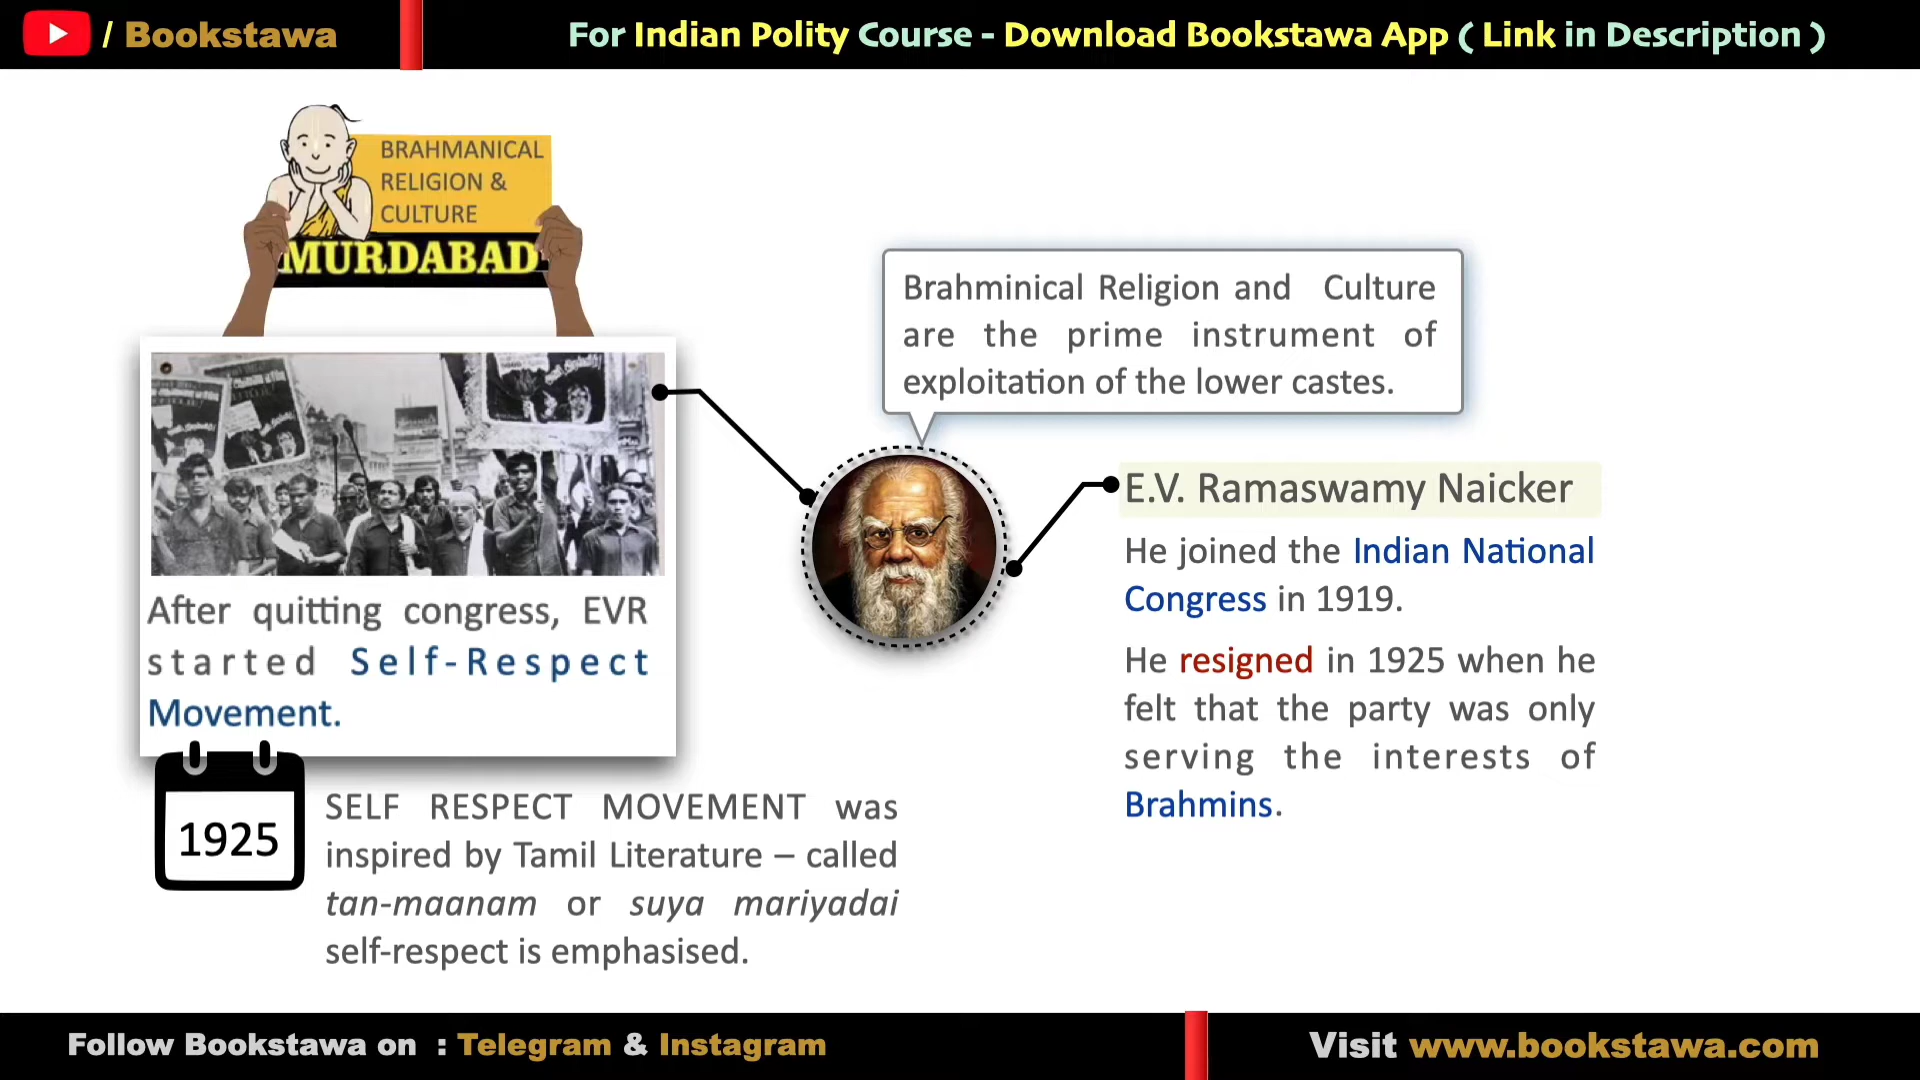 / Bookstawa
For Indian Polity Course - Download Bookstawa App ( Link in Description )
BRAHMANICAL
RELIGION &
CULTURE
MURDABAD
Brahminical Religion and Culture
are the prime instrument of
exploitation of the lower castes.
After quitting congress, EVR
started Self-Respect
Movement.
E.V. Ramaswamy Naicker
He joined the Indian National
Congress in 1919.
He resigned in 1925 when he
felt that the party was only
serving the interests of
Brahmins.
1925
SELF RESPECT MOVEMENT was
inspired by Tamil Literature – called
tan-maanam or suya mariyadai
self-respect is emphasised.
Follow Bookstawa on : Telegram & Instagram
Visit www.bookstawa.com